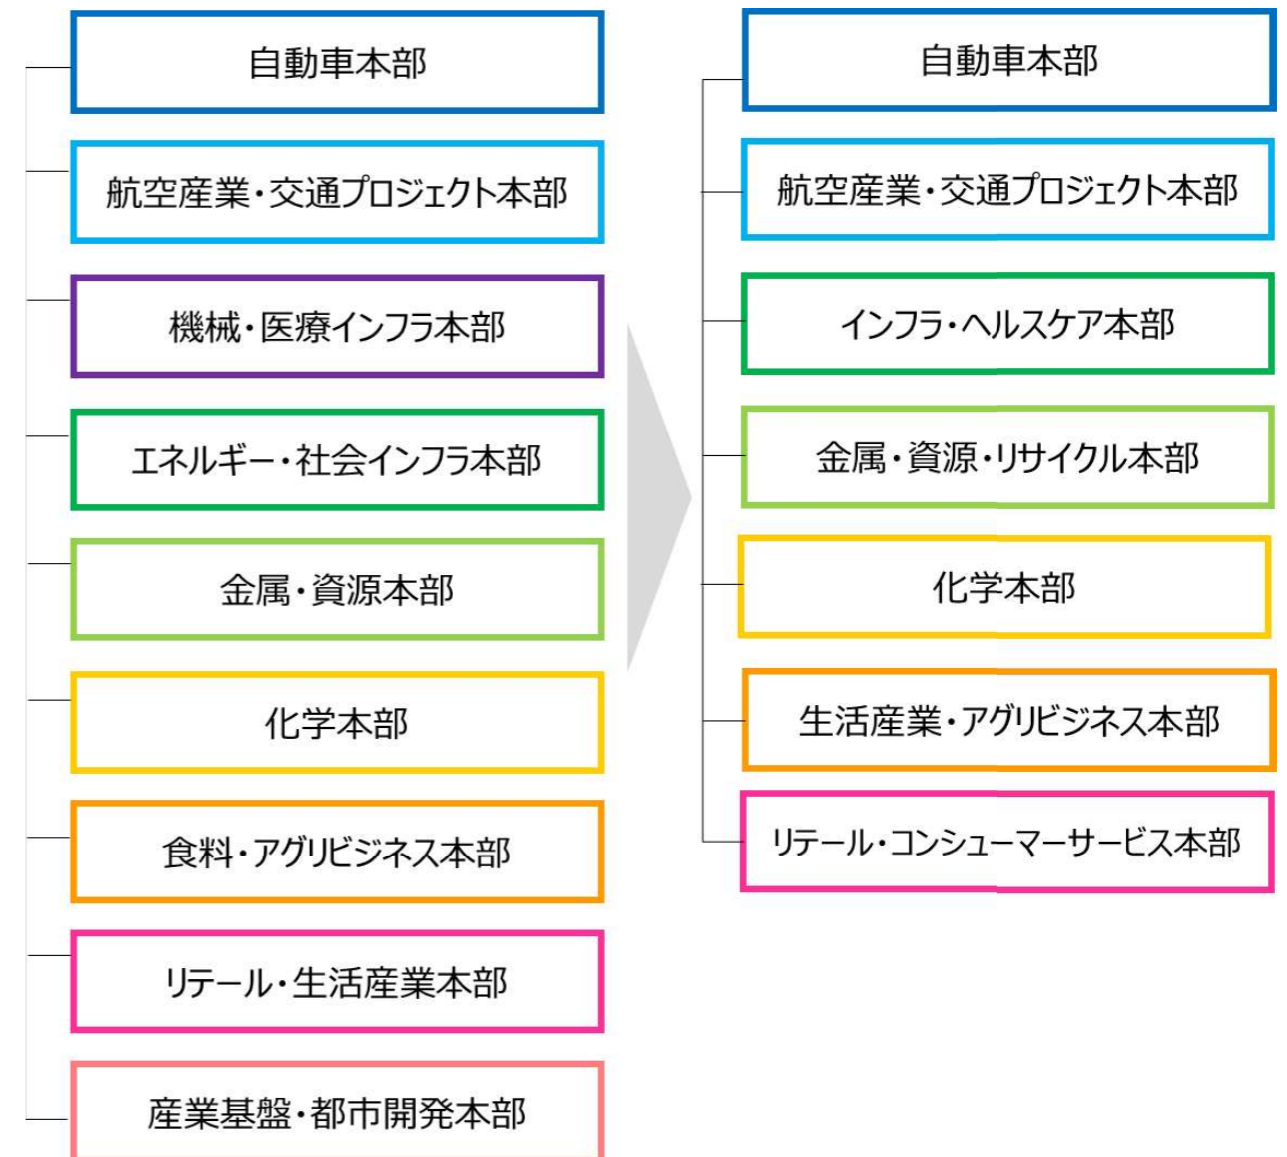 自動車本部
航空産業・交通プロジェクト本部
機械・医療インフラ本部
エネルギー・社会インフラ本部
金属・資源本部
化学本部
食料・アグリビジネス本部
リテール・生活産業本部
産業基盤・都市開発本部
自動車本部
航空産業・交通プロジェクト本部
インフラ・ヘルスケア本部
金属・資源・リサイクル本部
化学本部
生活産業・アグリビジネス本部
リテール・コンシューマーサービス本部